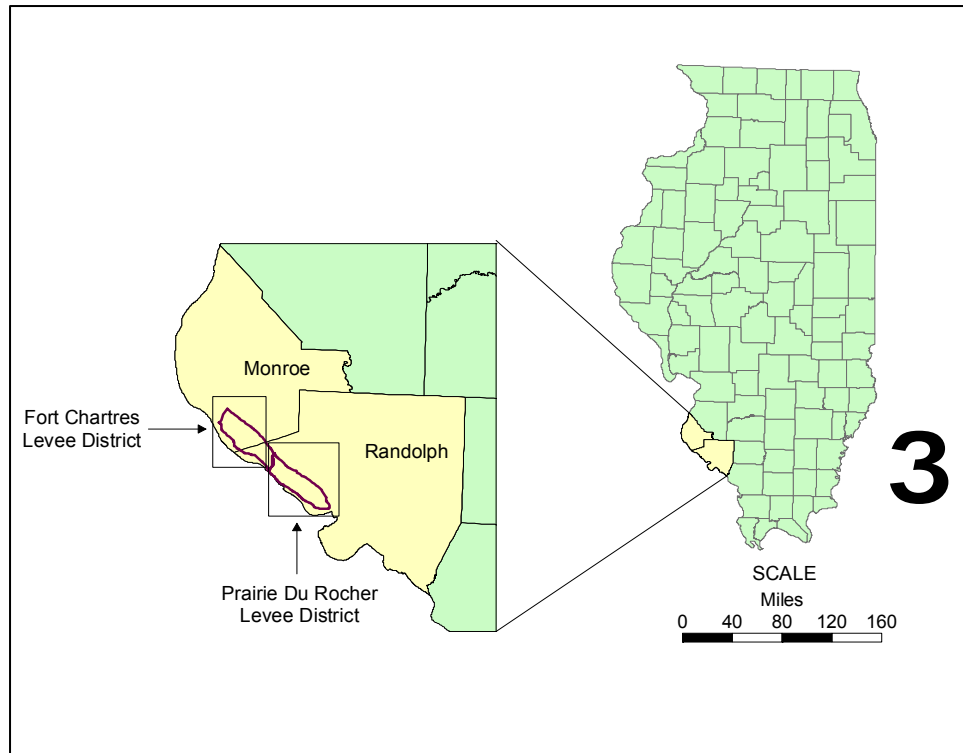 Monroe
Fort Chartres
Levee District
Randolph
Prairie Du Rocher
Levee District
3
SCALE
Miles
0 40 80 120 160